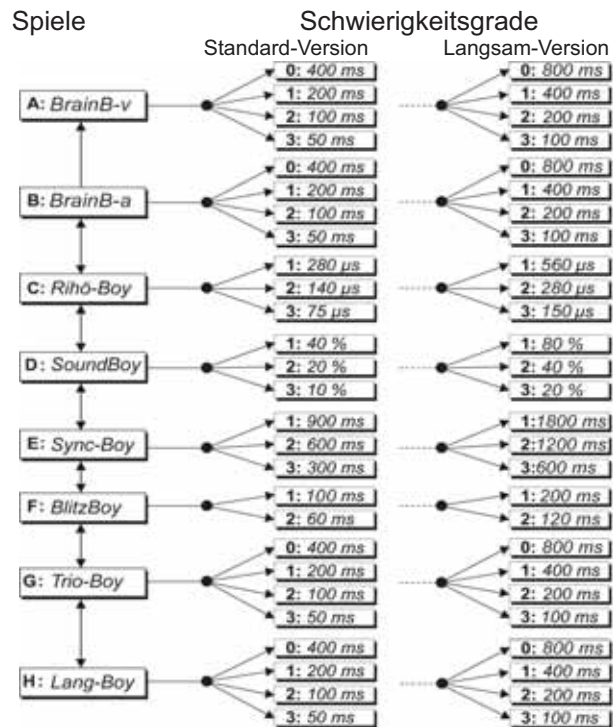 Spiele Schwierigkeitsgrade
Standard-Version Langsam-Version
A: BrainB-v
0: 400 ms 0: 800 ms
1: 200 ms 1: 400 ms
2: 100 ms 2: 200 ms
3: 50 ms 3: 100 ms
B: BrainB-a
0: 400 ms 0: 800 ms
1: 200 ms 1: 400 ms
2: 100 ms 2: 200 ms
3: 50 ms 3: 100 ms
C: Rihö-Boy
1: 280 µs 1: 560 µs
2: 140 µs 2: 280 µs
3: 75 µs 3: 150 µs
D: SoundBoy
1: 40 % 1: 80 %
2: 20 % 2: 40 %
3: 10 % 3: 20 %
E: Sync-Boy
1: 900 ms 1:1800 ms
2: 600 ms 2:1200 ms
3: 300 ms 3:600 ms
F: BlitzBoy
1: 100 ms 1: 200 ms
2: 60 ms 2: 120 ms
G: Trio-Boy
0: 400 ms 0: 800 ms
1: 200 ms 1: 400 ms
2: 100 ms 2: 200 ms
3: 50 ms 3: 100 ms
H: Lang-Boy
0: 400 ms 0: 800 ms
1: 200 ms 1: 400 ms
2: 100 ms 2: 200 ms
3: 50 ms 3: 100 ms